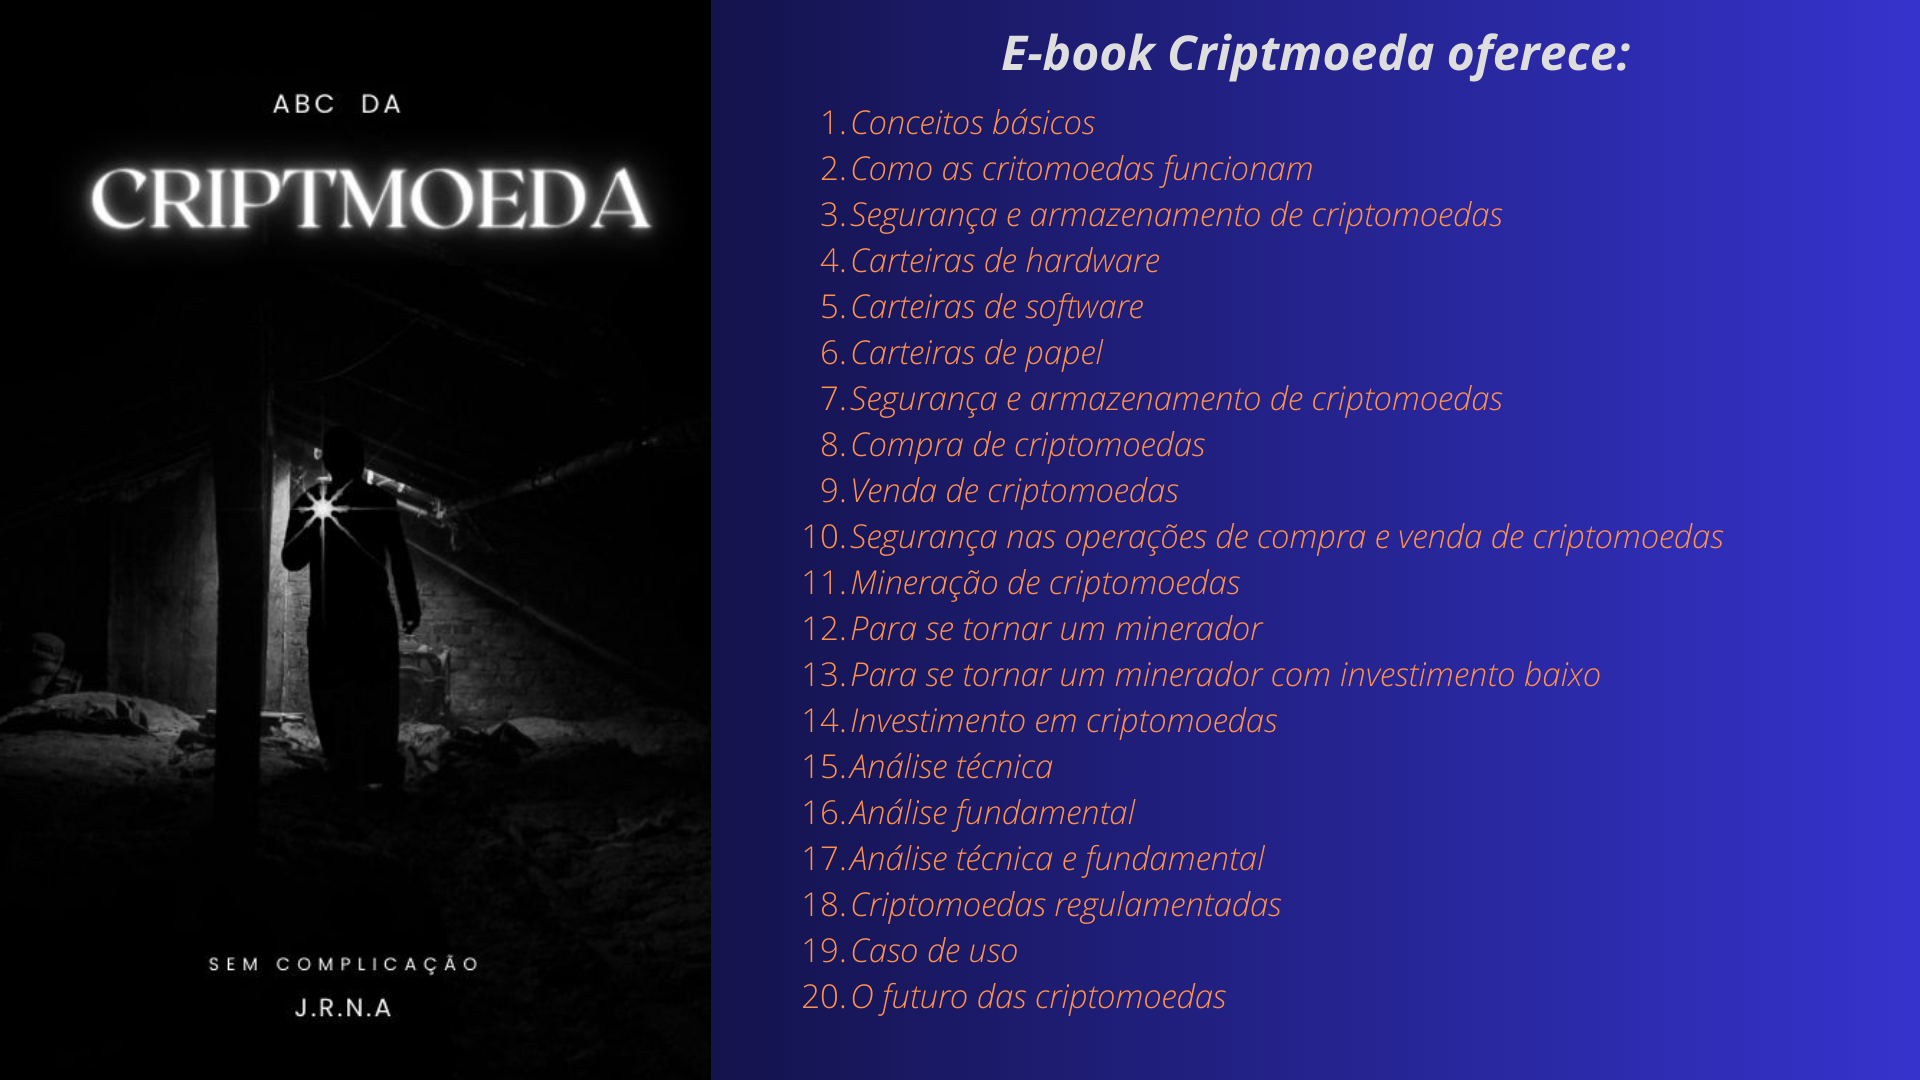 ABC DA
CRIPTMOEDA
SEM COMPLICAÇÃO
J.R.N.A
E-book Criptmoeda oferece:
1. Conceitos básicos
2. Como as critomoedas funcionam
3. Segurança e armazenamento de criptomoedas
4. Carteiras de hardware
5. Carteiras de software
6. Carteiras de papel
7. Segurança e armazenamento de criptomoedas
8. Compra de criptomoedas
9. Venda de criptomoedas
10. Segurança nas operações de compra e venda de criptomoedas
11. Mineração de criptomoedas
12. Para se tornar um minerador
13. Para se tornar um minerador com investimento baixo
14. Investimento em criptomoedas
15. Análise técnica
16. Análise fundamental
17. Análise técnica e fundamental
18. Criptomoedas regulamentadas
19. Caso de uso
20. O futuro das criptomoedas